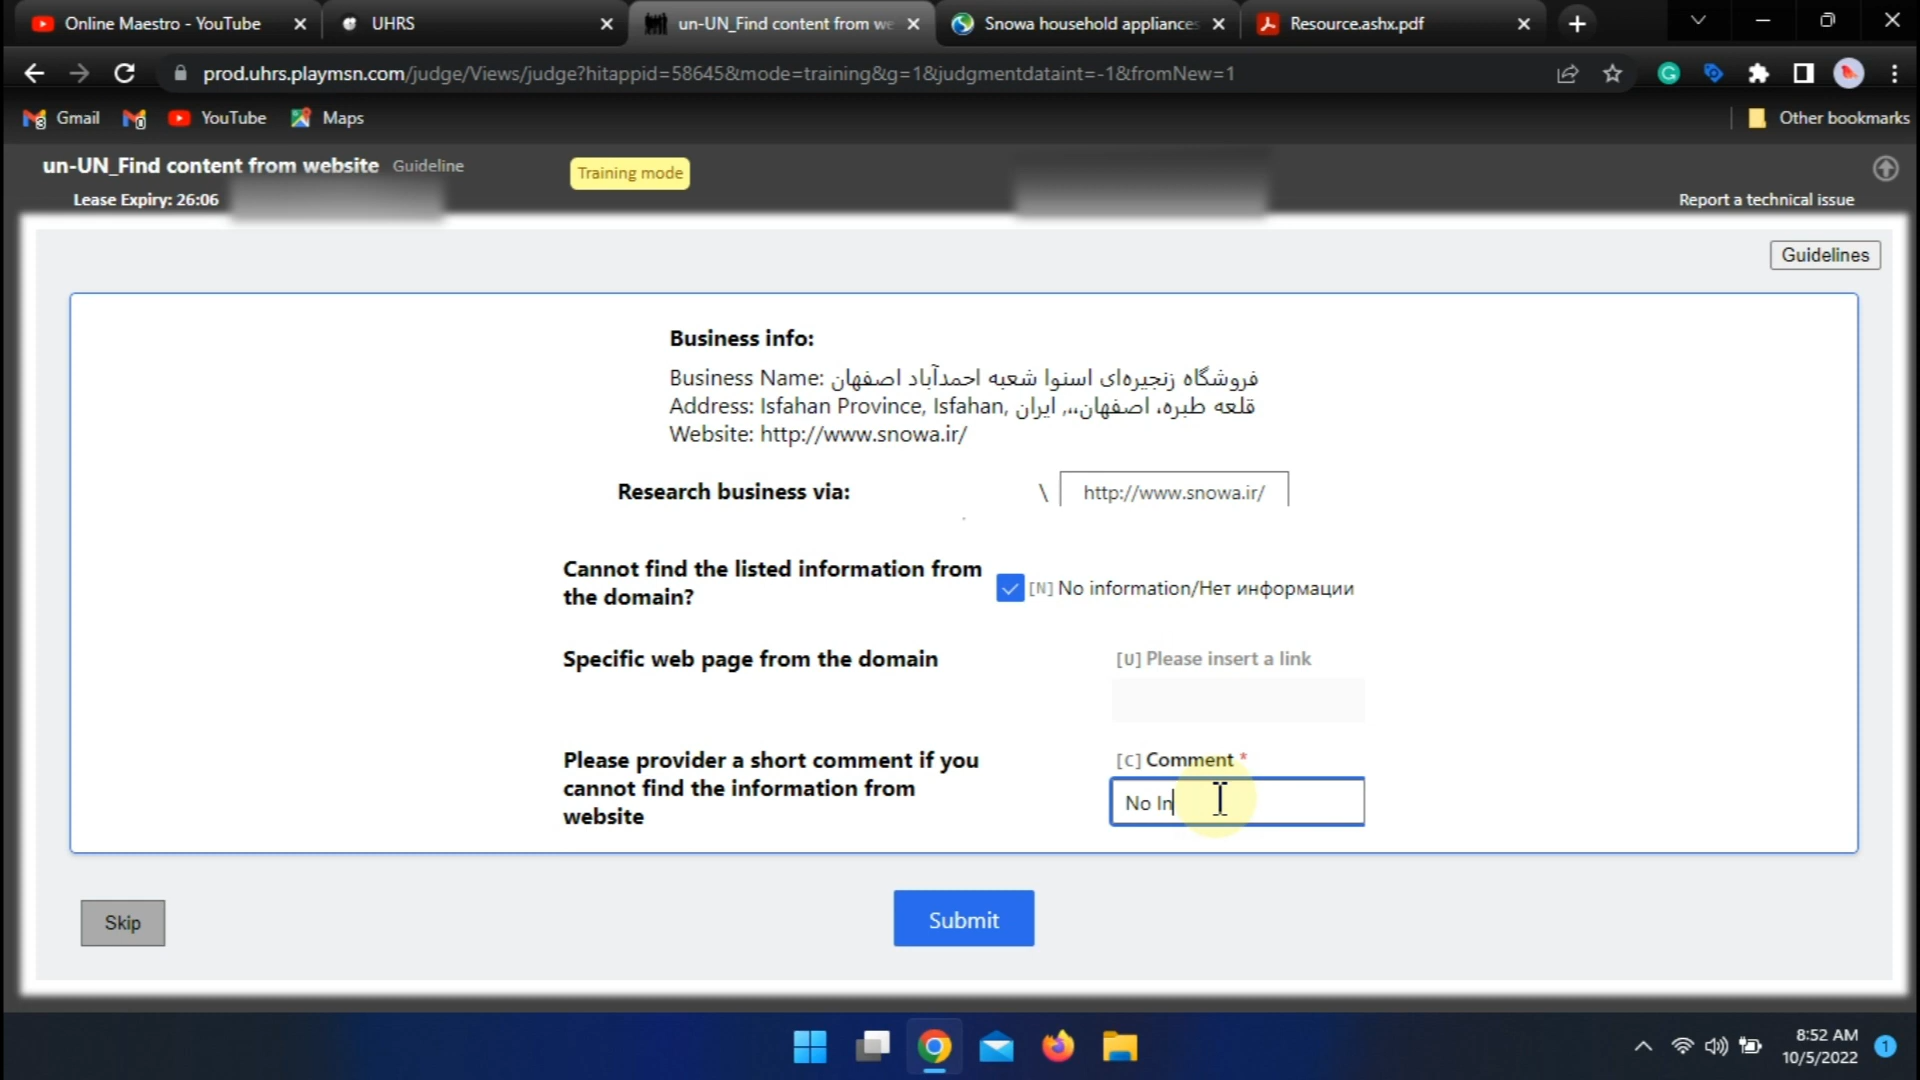 Online Maestro - YouTube
UHRS
un-UN_Find content from we
Snowa household appliances
Resource.ashx.pdf
prod.uhrs.playmsn.com/judge/Views/judge?hitappid=58645&mode=training&g=1&judgmentdataint=-1&fromNew=1
Gmail
YouTube
Maps
Other bookmarks
un-UN_Find content from website
Guideline
Training mode
Lease Expiry: 26:06
Report a technical issue
Guidelines
Business info:
Business Name: فروشگاه زنجیره‌ای اسنوا شعبه احمدآباد اصفهان
Address: Isfahan Province, Isfahan, قلعه طبره، اصفهان،,, ایران
Website: http://www.snowa.ir/
Research business via:
\ http://www.snowa.ir/
Cannot find the listed information from
the domain?
[N] No information/Нет информации
Specific web page from the domain
[U] Please insert a link
Please provider a short comment if you
cannot find the information from
website
[C] Comment *
No In
Skip
Submit
8:52 AM
10/5/2022
1